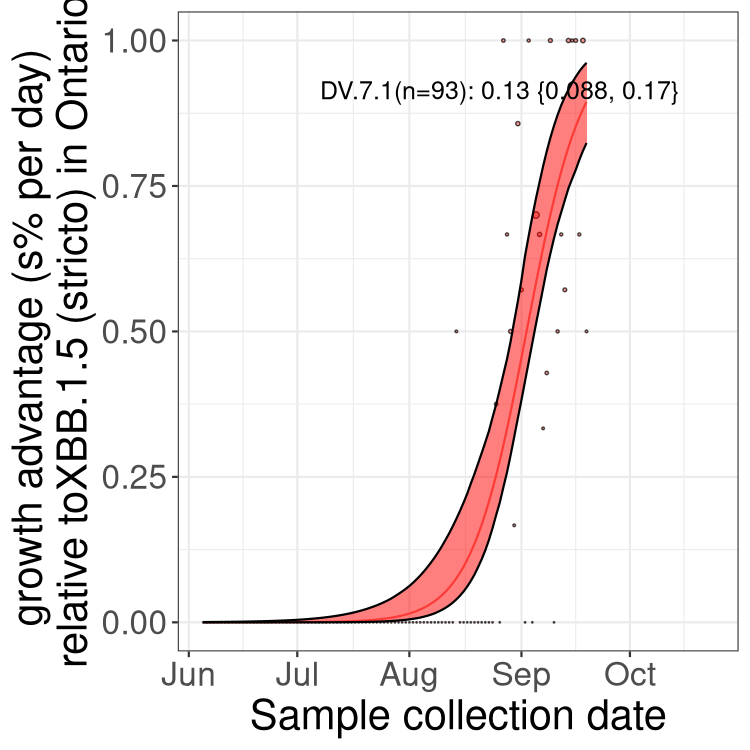 growth advantage (s% per day)
relative toXBB.1.5 (stricto) in Ontario
1.00
0.75
0.50
0.25
0.00
DV.7.1(n=93): 0.13 {0.088, 0.17}
Jun Jul Aug Sep Oct
Sample collection date